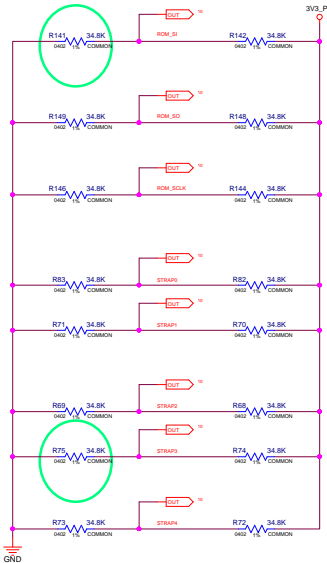 3V3_P
OUT
R141 34.8K ROM_SI R142 34.8K
0402 1% COMMON 0402 1% COMMON
OUT
R149 34.8K ROM_SO R148 34.8K
0402 1% COMMON 0402 1% COMMON
OUT
R146 34.8K ROM_SCLK R144 34.8K
0402 1% COMMON 0402 1% COMMON
OUT
R83 34.8K STRAP0 R82 34.8K
0402 1% COMMON 0402 1% COMMON
OUT
R71 34.8K STRAP1 R70 34.8K
0402 1% COMMON 0402 1% COMMON
OUT
R69 34.8K STRAP2 R68 34.8K
0402 1% COMMON 0402 1% COMMON
OUT
R75 34.8K STRAP3 R74 34.8K
0402 1% COMMON 0402 1% COMMON
OUT
R73 34.8K STRAP4 R72 34.8K
0402 1% COMMON 0402 1% COMMON
GND